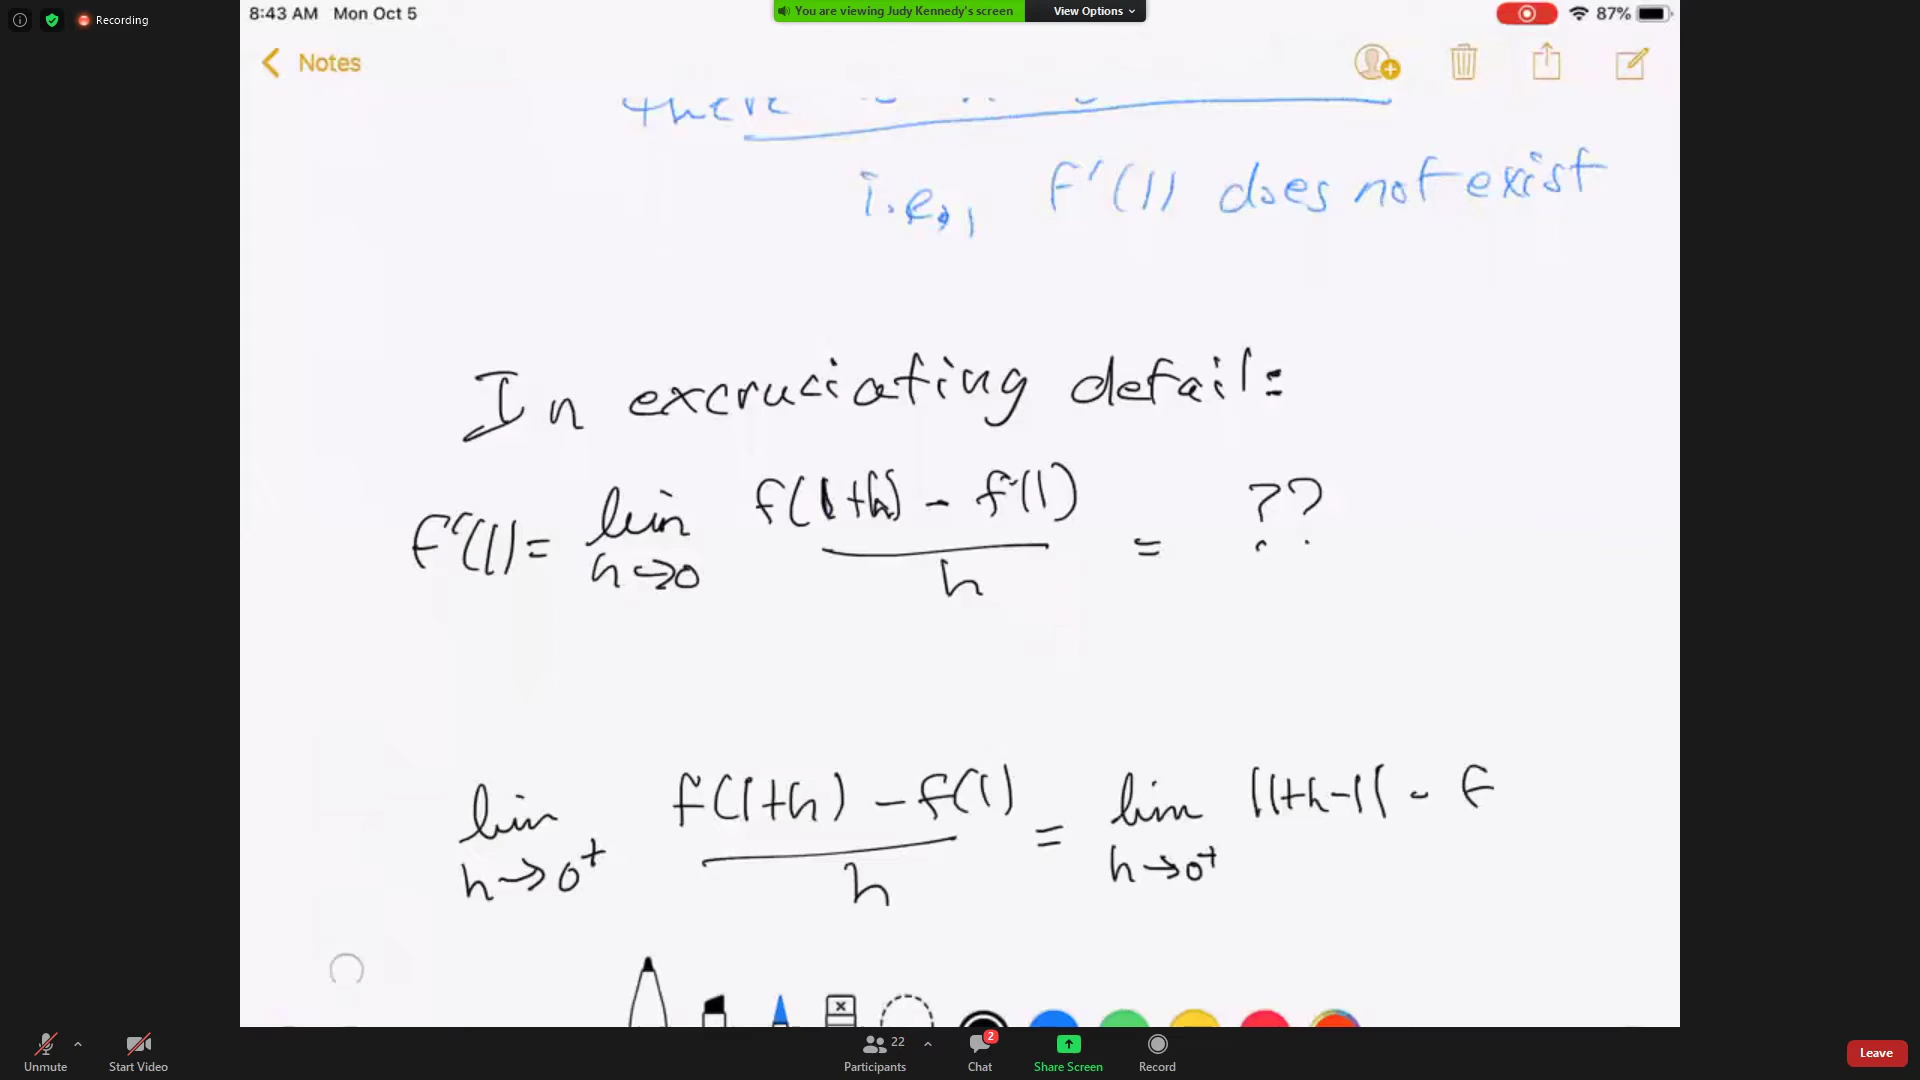 Recording
8:43 AM Mon Oct 5
You are viewing Judy Kennedy's screen
View Options
87%
Notes
there
i.e., f'(1) does not exist
In excruciating detail:
f'(1) = lim h→0 f(1+h) - f(1) / h = ??
lim h→0⁺ f(1+h) - f(1) / h = lim h→0⁺ |1+h-1| - f
Unmute
Start Video
22
Participants
2
Chat
Share Screen
Record
Leave